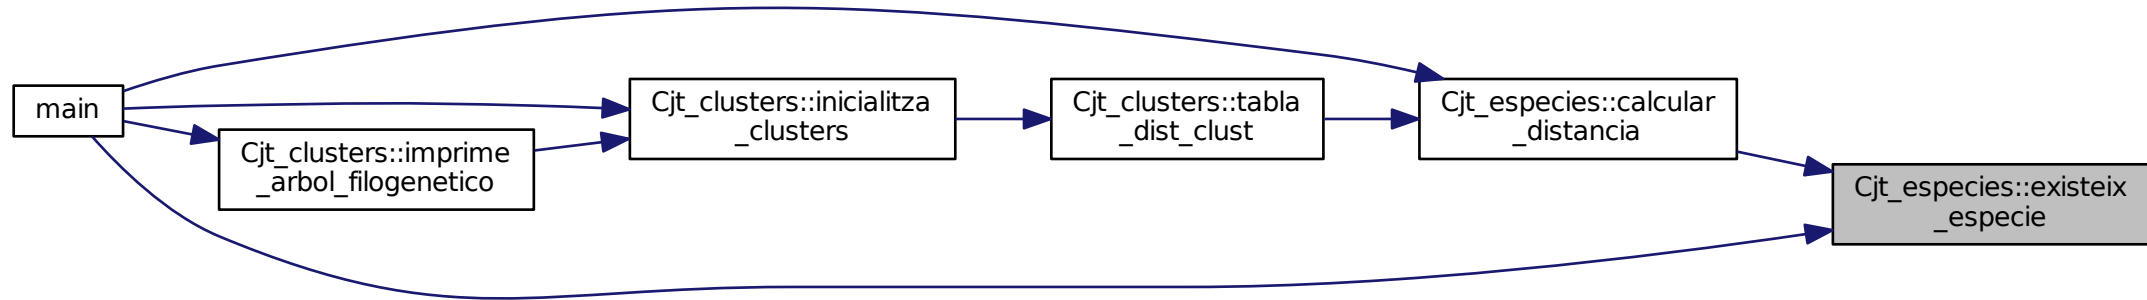 main
Cjt_clusters::imprime
_arbol_filogenetico
Cjt_clusters::inicialitza
_clusters
Cjt_clusters::tabla
_dist_clust
Cjt_especies::calcular
_distancia
Cjt_especies::existeix
_especie